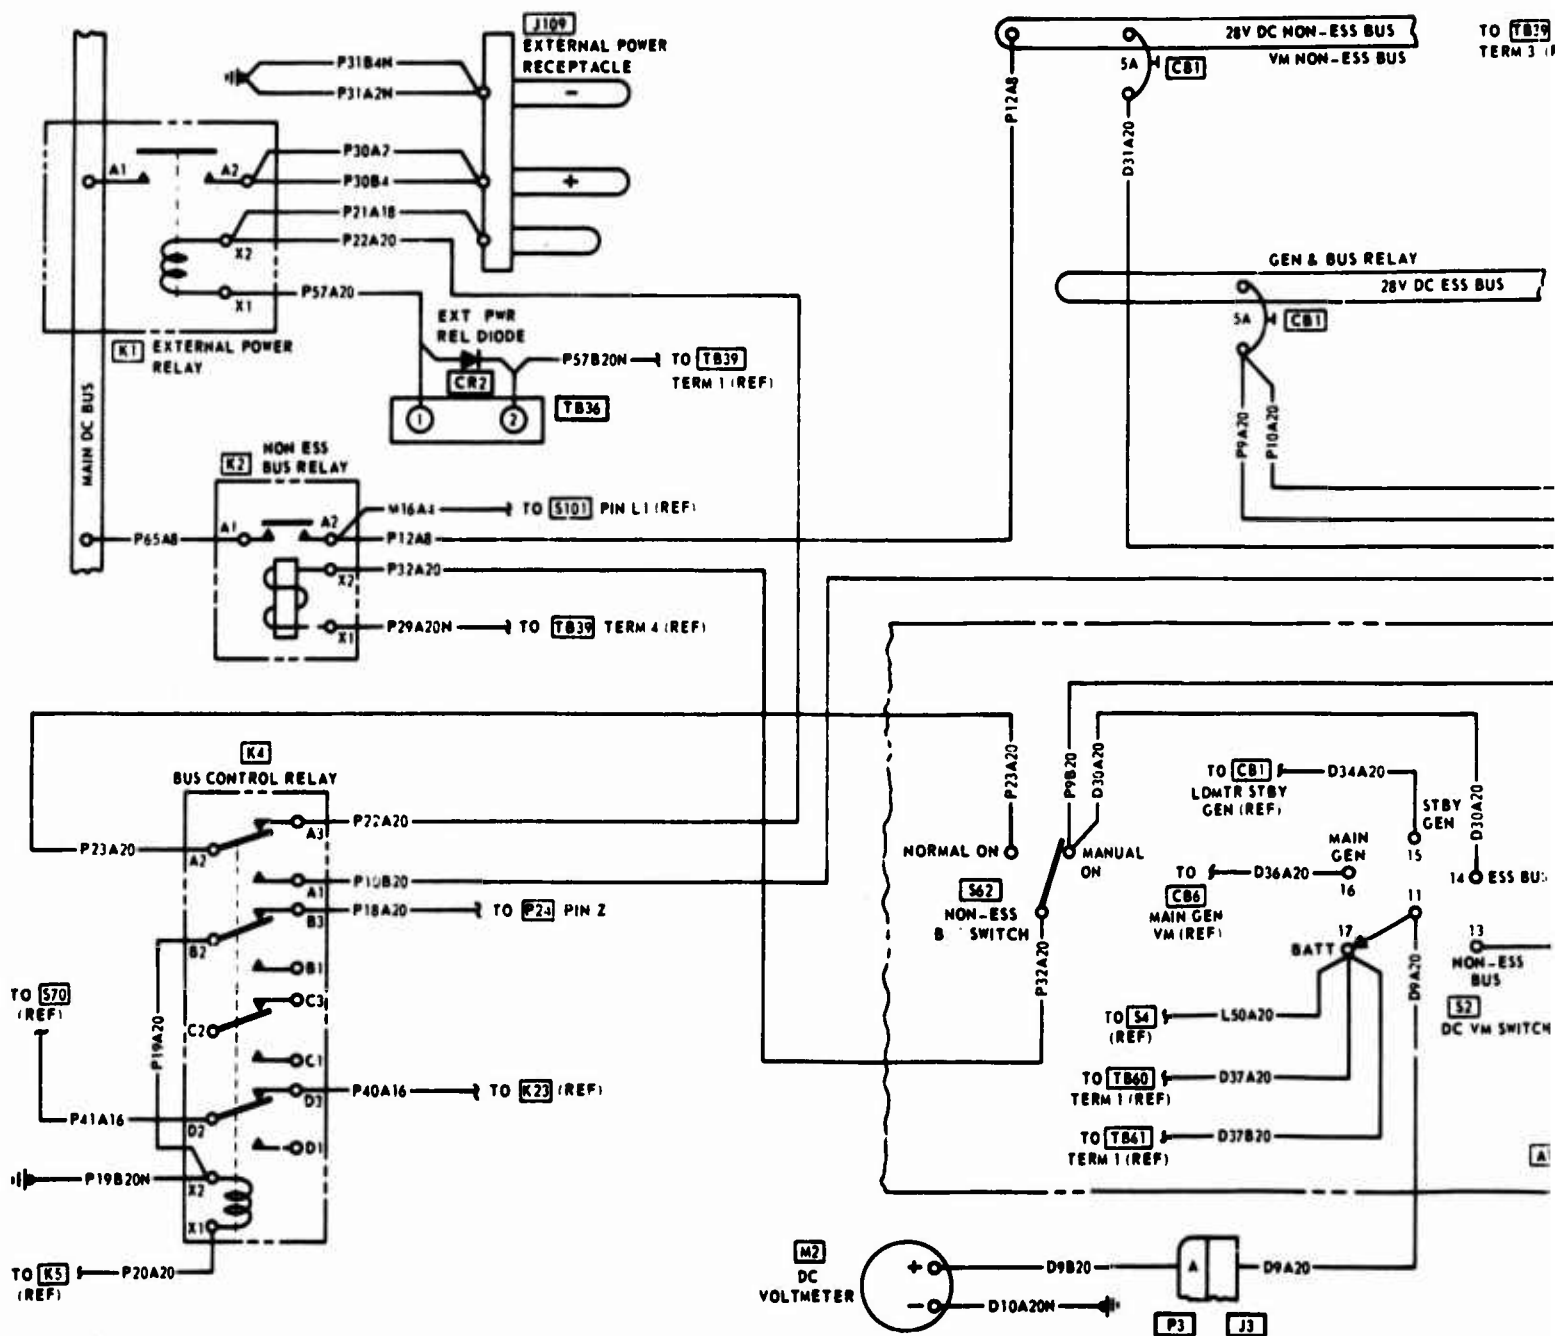 J109
EXTERNAL POWER
RECEPTACLE
P31B4N
P31A2N
−
P30A2
P30B4
+
P21A18
P22A20
P57A20
A1
A2
X2
X1
K1 EXTERNAL POWER
RELAY
EXT PWR
REL DIODE
CR2
P57B20N TO TB39
TERM 1 (REF)
TB36
1
2
MAIN DC BUS
K2 NON ESS
BUS RELAY
M16A4 TO S101 PIN L1 (REF)
P65A8
A1
A2
P12A8
P32A20
X2
P29A20N TO TB39 TERM 4 (REF)
X1
28V DC NON-ESS BUS
VM NON-ESS BUS
TO TB39
TERM 3
5A
CB1
P12A8
D31A20
GEN & BUS RELAY
28V DC ESS BUS
5A
CB1
P9A20
P10A20
K4
BUS CONTROL RELAY
P23A20
A2
A3
P22A20
A1
P10B20
B3
P18A20 TO P24 PIN Z
B2
B1
C3
C2
C1
D3
P40A16 TO K23 (REF)
D2
D1
TO S70
(REF)
P19A20
P41A16
P19B20N
X2
X1
TO K5
(REF)
P20A20
P23A20
P9B20
D30A20
NORMAL ON
MANUAL
ON
S62
NON-ESS
SWITCH
P32A20
TO CB1
LDMTR STBY
GEN (REF)
D34A20
STBY
GEN
15
D30A20
MAIN
GEN
16
TO
CB6
MAIN GEN
VM (REF)
D36A20
14 ESS BUS
11
17
BATT
13
NON-ESS
BUS
S2
DC VM SWITCH
D9A20
TO S4
(REF)
L50A20
TO TB60
TERM 1 (REF)
D37A20
TO TB61
TERM 1 (REF)
D37B20
A
M2
DC
VOLTMETER
+
−
D9B20
A
D9A20
D10A20N
P3
J3